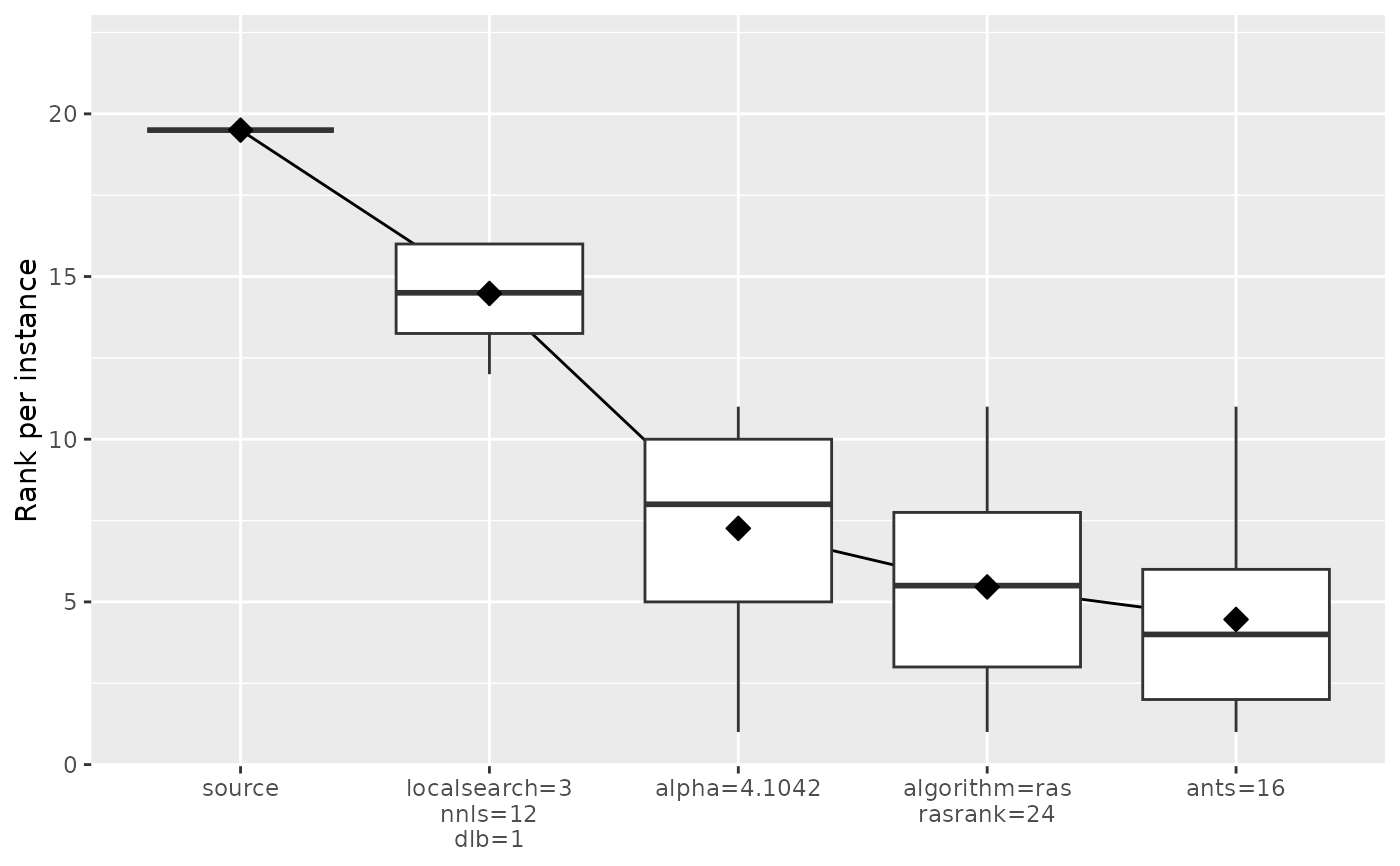 Rank per instance
20
15
10
5
0
source
localsearch=3
nnls=12
dlb=1
alpha=4.1042
algorithm=ras
rasrank=24
ants=16